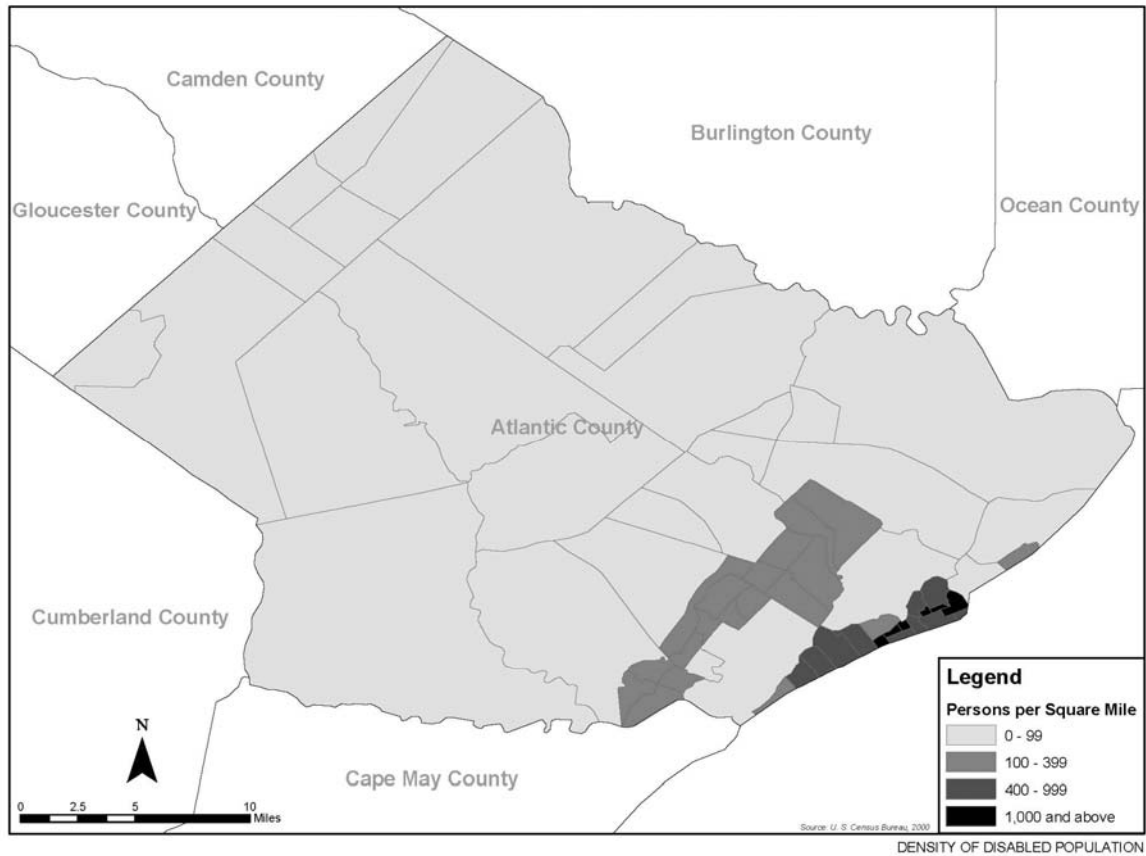 Camden County
Burlington County
Gloucester County
Ocean County
Atlantic County
Cumberland County
Cape May County
N
0 2.5 5 10
Miles
Legend
Persons per Square Mile
0 - 99
100 - 399
400 - 999
1,000 and above
Source: U. S. Census Bureau, 2000
DENSITY OF DISABLED POPULATION